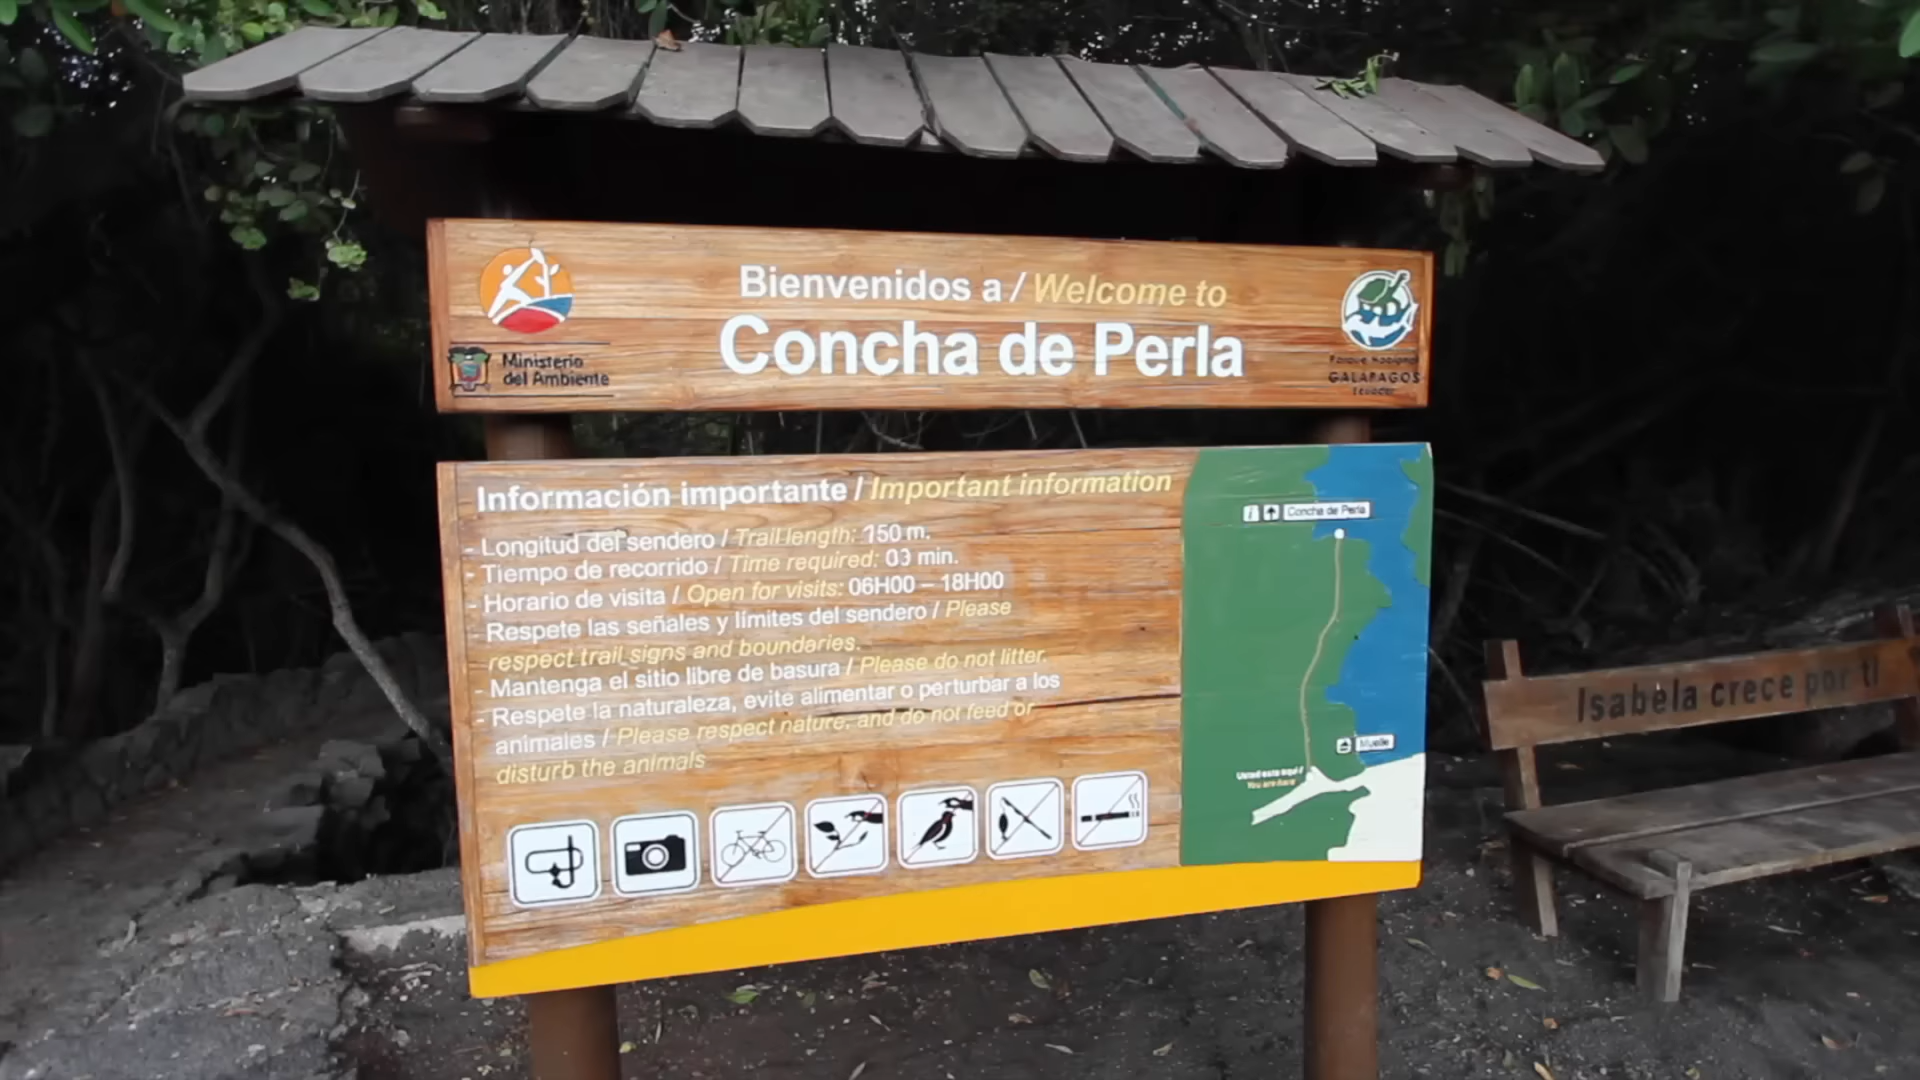 Bienvenidos a / Welcome to
Concha de Perla
Ministerio
del Ambiente
Parque Nacional
GALAPAGOS
Ecuador
Información importante / Important information
- Longitud del sendero / Trail length: 150 m.
- Tiempo de recorrido / Time required: 03 min.
- Horario de visita / Open for visits: 06H00 – 18H00
- Respete las señales y límites del sendero / Please
respect trail signs and boundaries.
- Mantenga el sitio libre de basura / Please do not litter.
- Respete la naturaleza, evite alimentar o perturbar a los
animales / Please respect nature, and do not feed or
disturb the animals
i Concha de Perla
Muelle
Usted esta aquí /
You are here
Isabela crece por ti